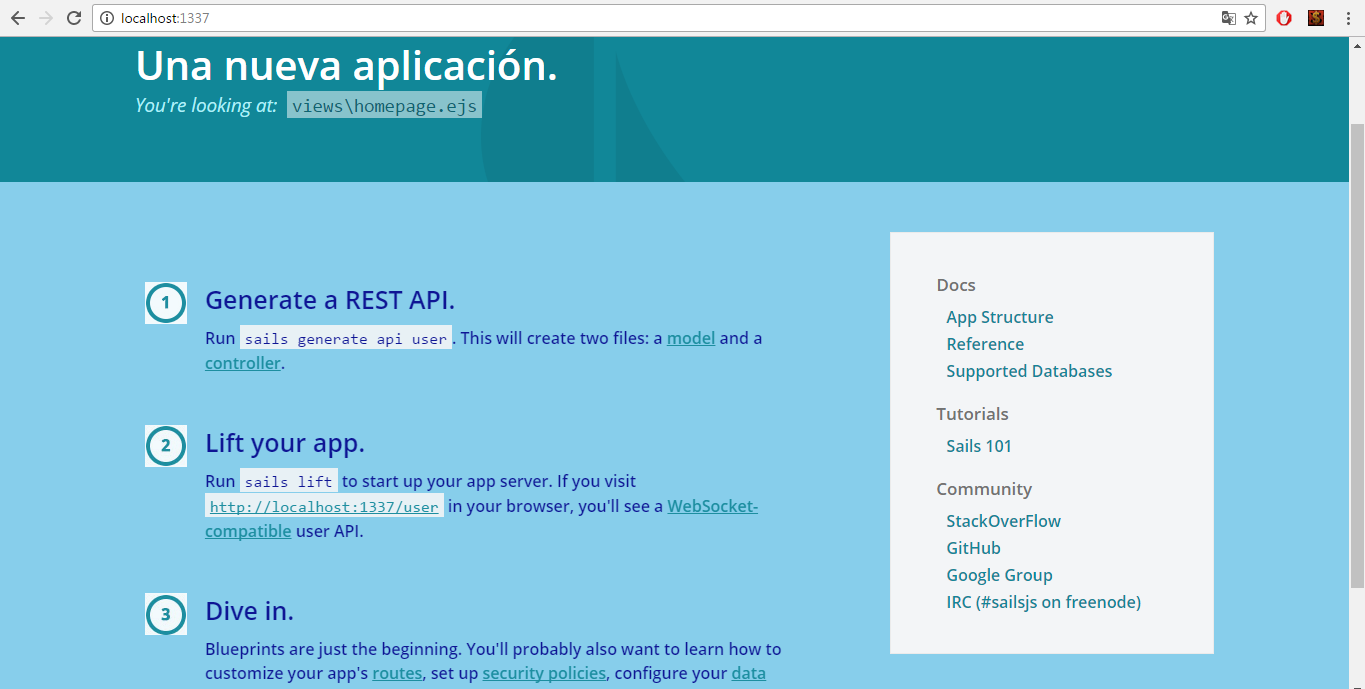 localhost:1337
Una nueva aplicación.
You're looking at: views\homepage.ejs
1
Generate a REST API.
Run sails generate api user. This will create two files: a model and a
controller.
2
Lift your app.
Run sails lift to start up your app server. If you visit
http://localhost:1337/user in your browser, you'll see a WebSocket-
compatible user API.
3
Dive in.
Blueprints are just the beginning. You'll probably also want to learn how to
customize your app's routes, set up security policies, configure your data
Docs
App Structure
Reference
Supported Databases
Tutorials
Sails 101
Community
StackOverFlow
GitHub
Google Group
IRC (#sailsjs on freenode)